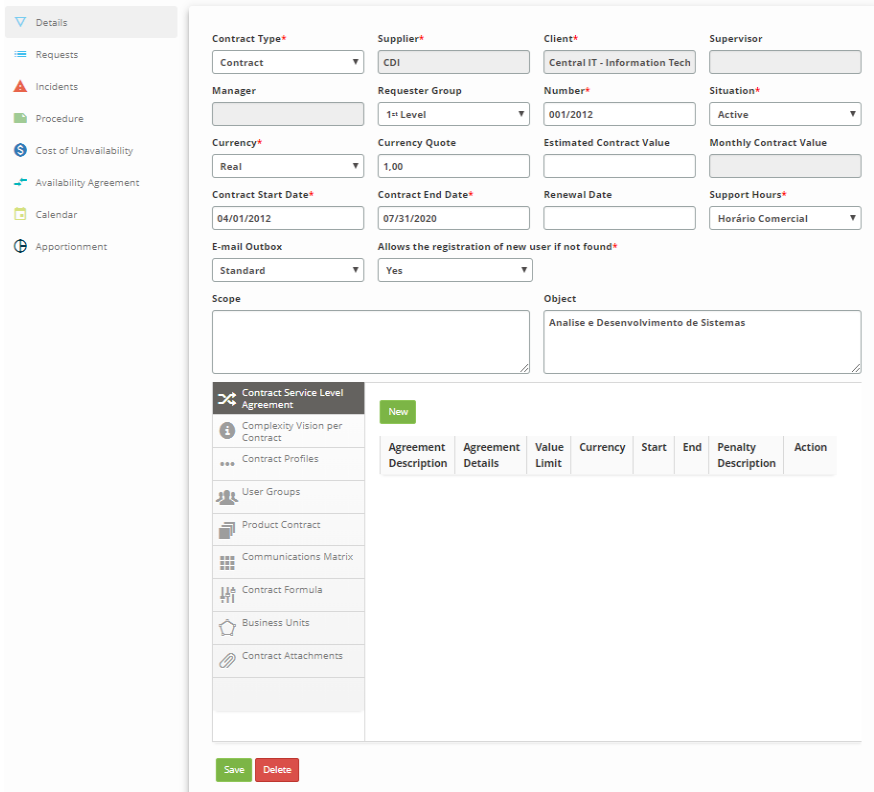 Details
Requests
Incidents
Procedure
Cost of Unavailability
Availability Agreement
Calendar
Apportionment
Contract Type* Supplier* Client* Supervisor
Contract CDI Central IT - Information Tech
Manager Requester Group Number* Situation*
1st Level 001/2012 Active
Currency* Currency Quote Estimated Contract Value Monthly Contract Value
Real 1,00
Contract Start Date* Contract End Date* Renewal Date Support Hours*
04/01/2012 07/31/2020 Horário Comercial
E-mail Outbox Allows the registration of new user if not found*
Standard Yes
Scope Object
Analise e Desenvolvimento de Sistemas
Contract Service Level
Agreement
Complexity Vision per
Contract
Contract Profiles
User Groups
Product Contract
Communications Matrix
Contract Formula
Business Units
Contract Attachments
New
Agreement Agreement Value Currency Start End Penalty Action
Description Details Limit Description
Save Delete